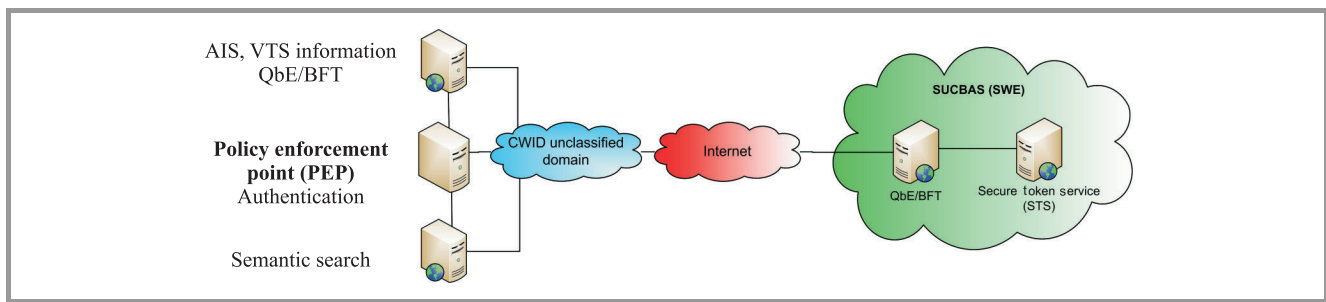 AIS, VTS information
QbE/BFT
Policy enforcement
point (PEP)
Authentication
Semantic search
CWID unclassified
domain
Internet
SUCBAS (SWE)
QbE/BFT
Secure token service
(STS)